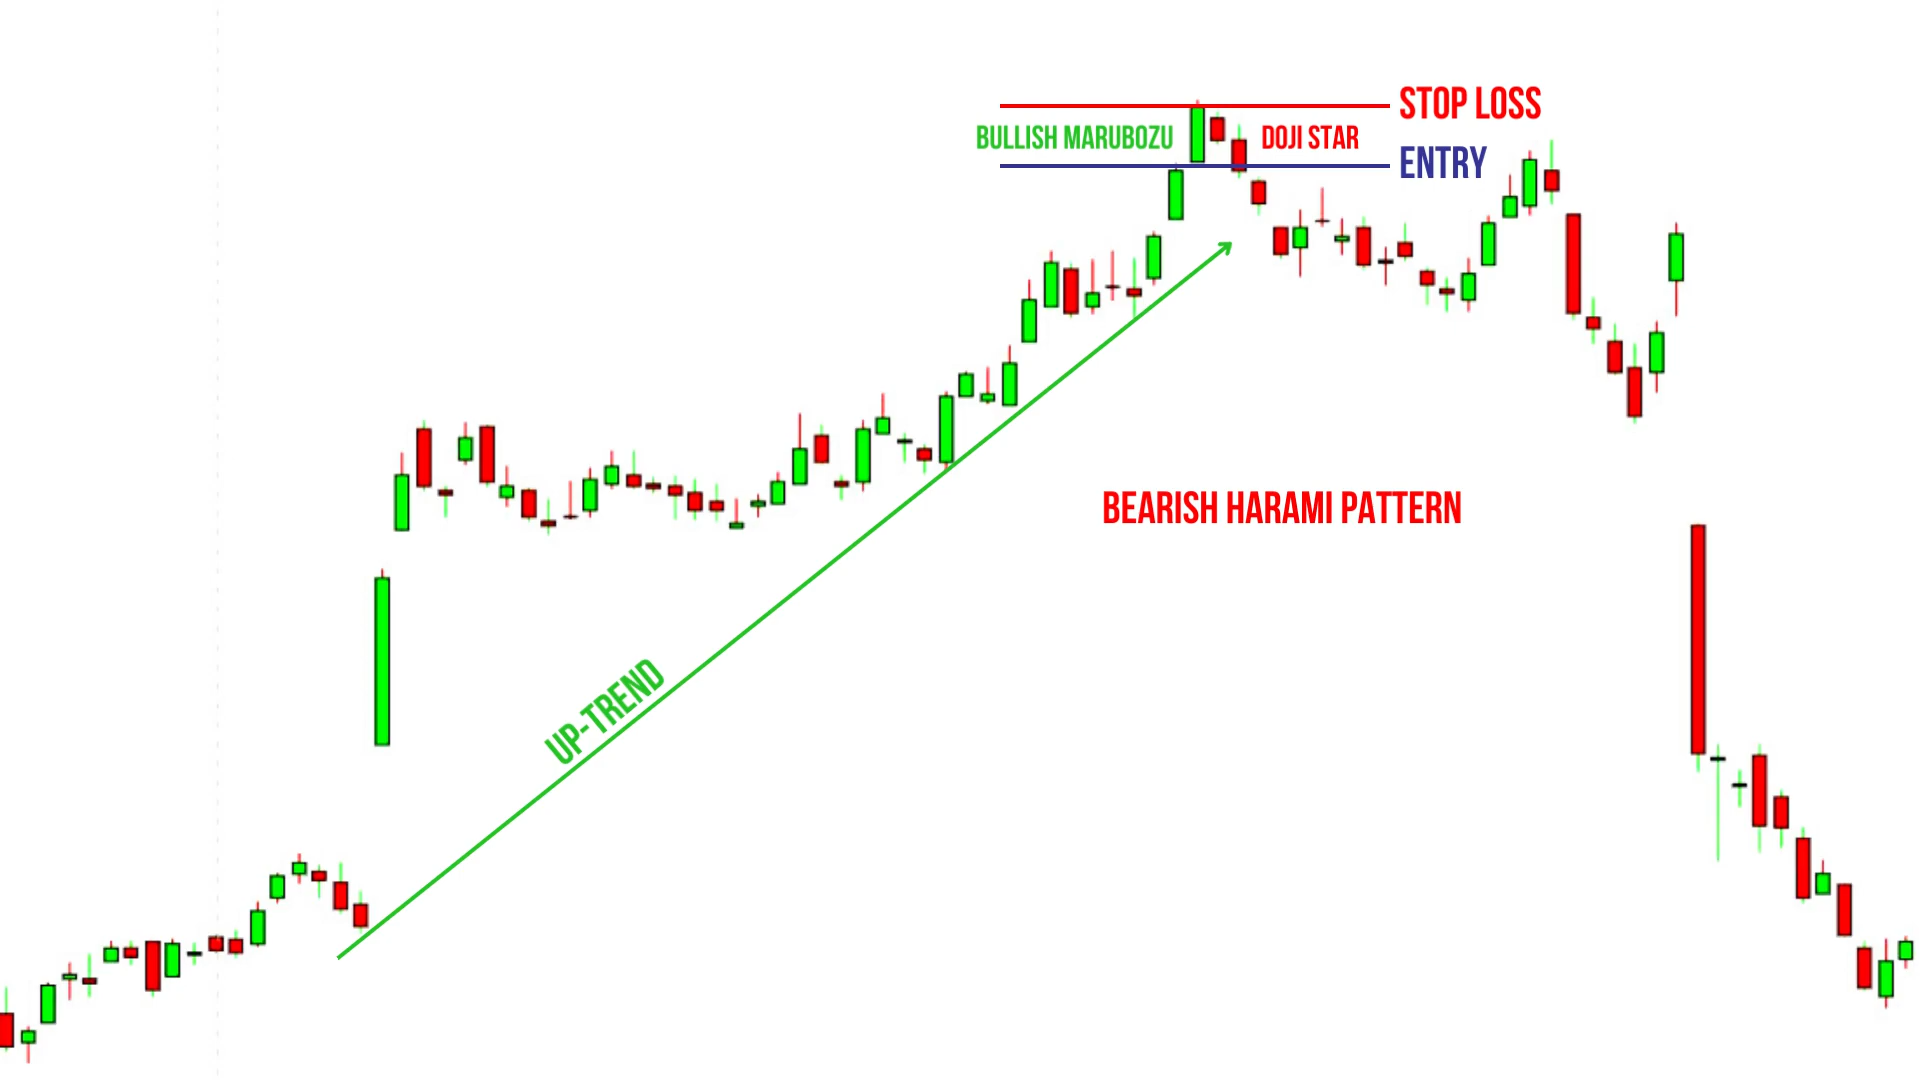 STOP LOSS
BULLISH MARUBOZU
DOJI STAR
ENTRY
BEARISH HARAMI PATTERN
UP-TREND